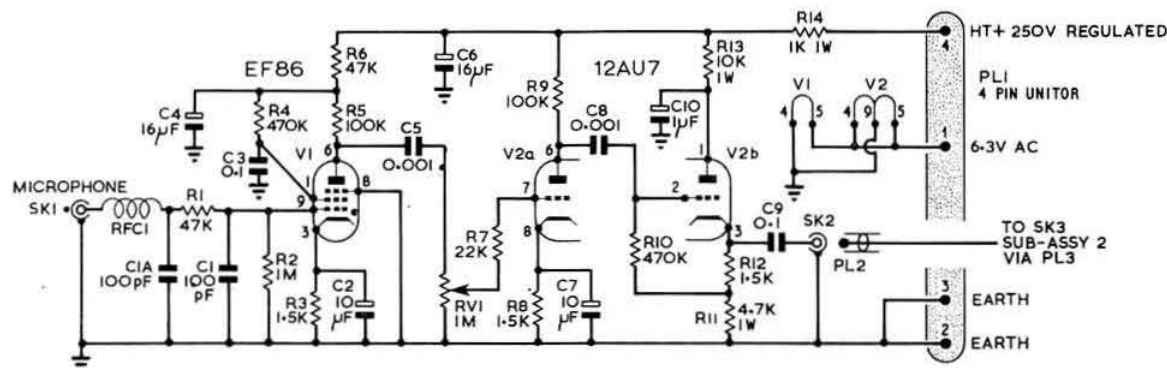 R14
1K 1W
HT+ 250V REGULATED
4
R6
47K
C6
16µF
R13
10K
1W
EF86
12AU7
V1
V2
PL1
4 PIN UNITOR
C4
16µF
R4
470K
R5
100K
R9
100K
C10
1µF
C8
0.001
4
5
4
9
5
1
6.3V AC
C5
0.001
C3
0.1
V1
6
1
8
9
3
V2a
6
7
8
V2b
1
2
3
MICROPHONE
SK1
RFC1
R1
47K
C9
0.1
SK2
PL2
TO SK3
SUB-ASSY 2
VIA PL3
R7
22K
R10
470K
R12
1.5K
C1A
100pF
C1
100
pF
R2
1M
R3
1.5K
C2
10
µF
RV1
1M
R8
1.5K
C7
10
µF
R11
4.7K
1W
3
EARTH
2
EARTH